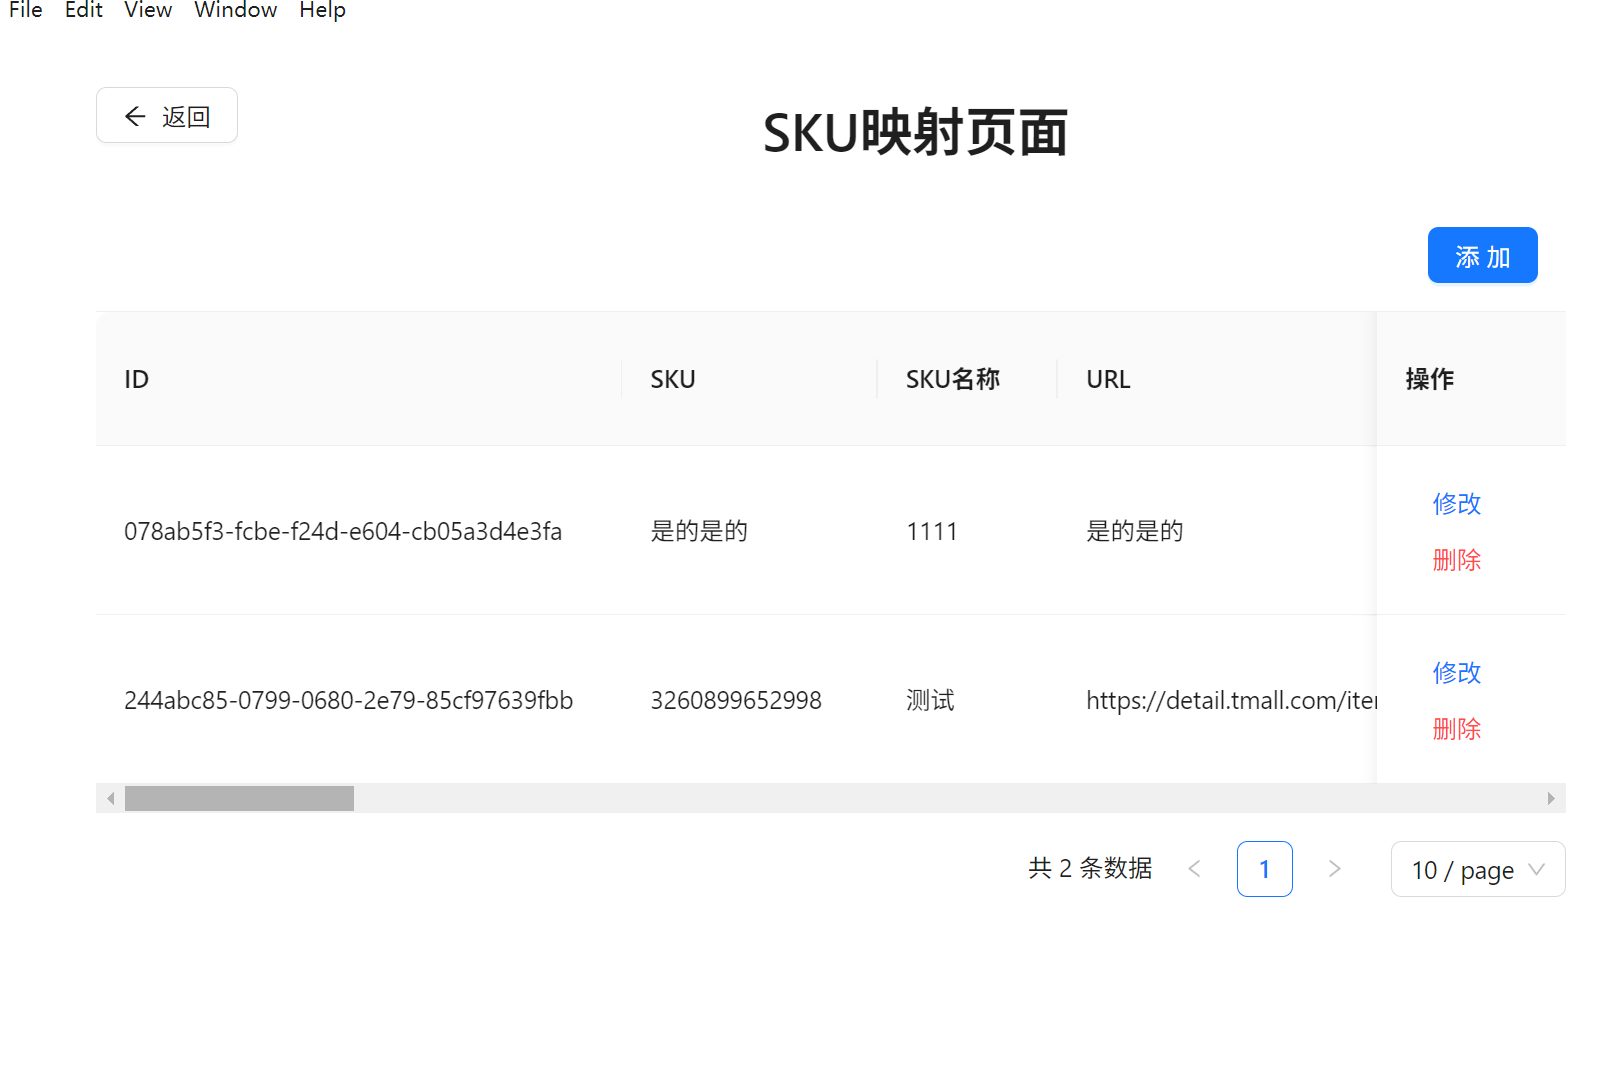 File Edit View Window Help
返回
SKU映射页面
添 加
ID SKU SKU名称 URL 操作
078ab5f3-fcbe-f24d-e604-cb05a3d4e3fa 是的是的 1111 是的是的 修改
删除
244abc85-0799-0680-2e79-85cf97639fbb 3260899652998 测试 https://detail.tmall.com/iter 修改
删除
共 2 条数据 1 10 / page